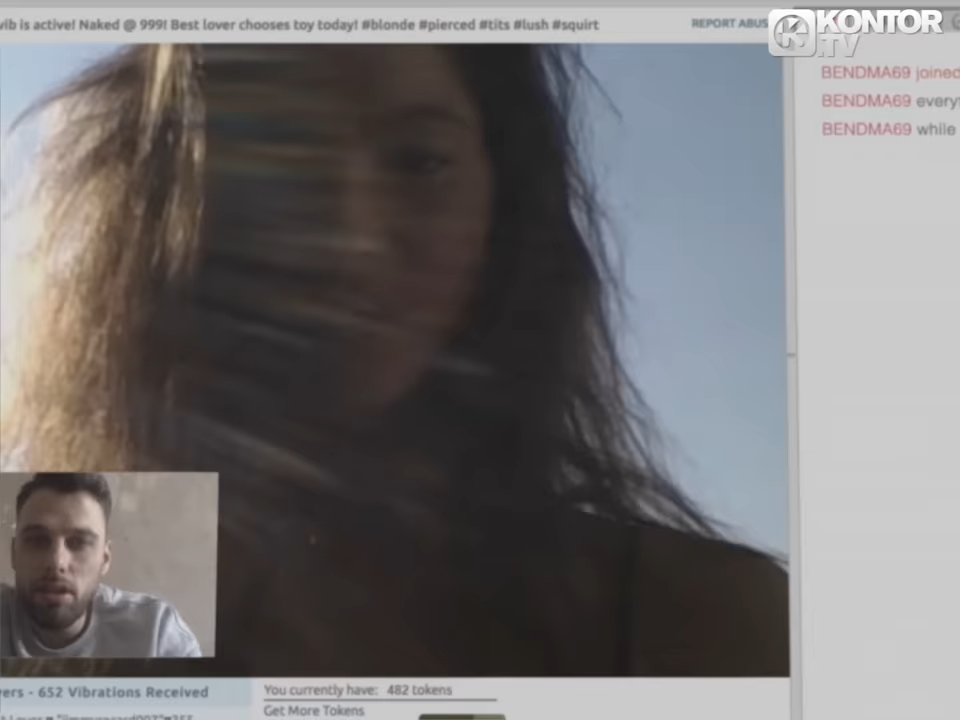 vib is active! Naked @ 999! Best lover chooses toy today! #blonde #pierced #tits #lush #squirt
REPORT ABUS
KONTOR
.TV
BENDMA69 joined
BENDMA69 every
BENDMA69 while
ers - 652 Vibrations Received
You currently have: 482 tokens
Get More Tokens